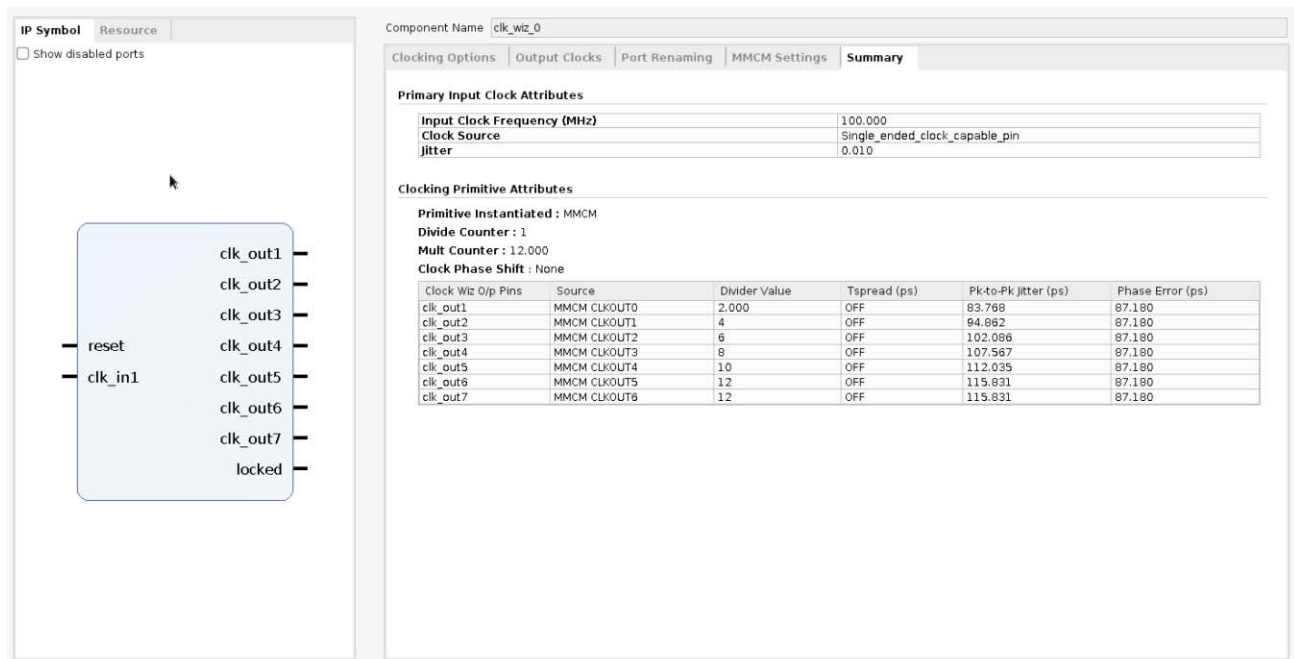 IP Symbol Resource
Show disabled ports
reset
clk_in1
clk_out1
clk_out2
clk_out3
clk_out4
clk_out5
clk_out6
clk_out7
locked
Component Name clk_wiz_0
Clocking Options Output Clocks Port Renaming MMCM Settings Summary
Primary Input Clock Attributes
Input Clock Frequency (MHz) 100.000
Clock Source Single_ended_clock_capable_pin
Jitter 0.010
Clocking Primitive Attributes
Primitive Instantiated : MMCM
Divide Counter : 1
Mult Counter : 12.000
Clock Phase Shift : None
Clock Wiz O/p Pins Source Divider Value Tspread (ps) Pk-to-Pk Jitter (ps) Phase Error (ps)
clk_out1 MMCM CLKOUT0 2.000 OFF 83.768 87.180
clk_out2 MMCM CLKOUT1 4 OFF 94.862 87.180
clk_out3 MMCM CLKOUT2 6 OFF 102.086 87.180
clk_out4 MMCM CLKOUT3 8 OFF 107.567 87.180
clk_out5 MMCM CLKOUT4 10 OFF 112.035 87.180
clk_out6 MMCM CLKOUT5 12 OFF 115.831 87.180
clk_out7 MMCM CLKOUT6 12 OFF 115.831 87.180